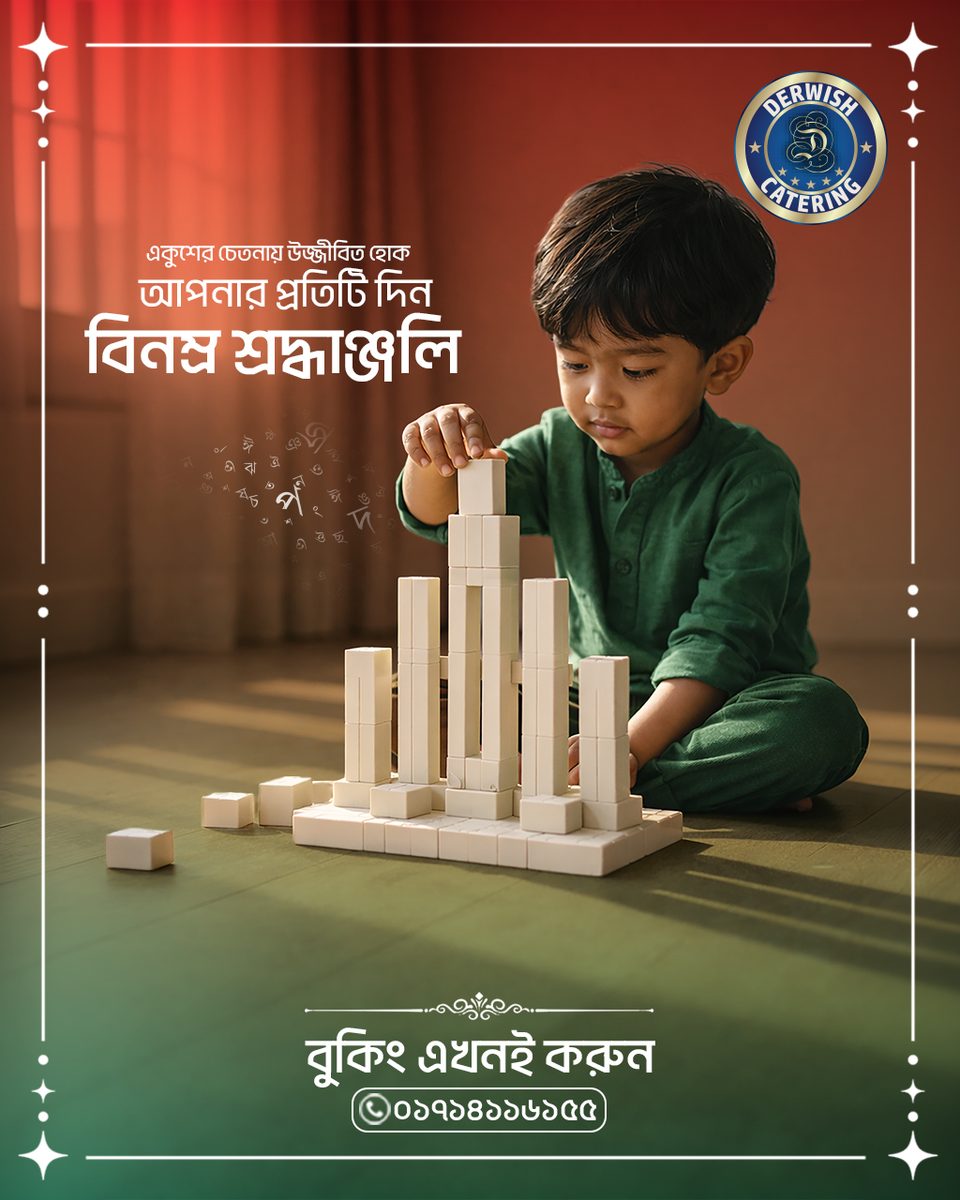 DERWISH
CATERING
একুশের চেতনায় উজ্জীবিত হোক
আপনার প্রতিটি দিন
বিনম্র শ্রদ্ধাঞ্জলি
বুকিং এখনই করুন
০১৭১৪১১৬১৫৫